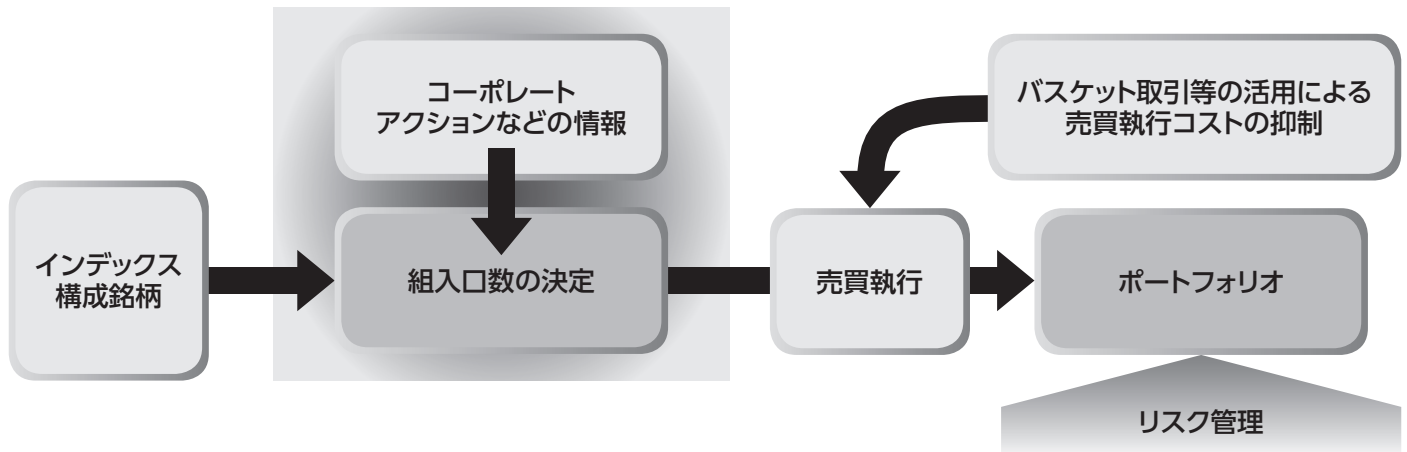 コーポレート
アクションなどの情報
バスケット取引等の活用による
売買執行コストの抑制
インデックス
構成銘柄
組入口数の決定
売買執行
ポートフォリオ
リスク管理